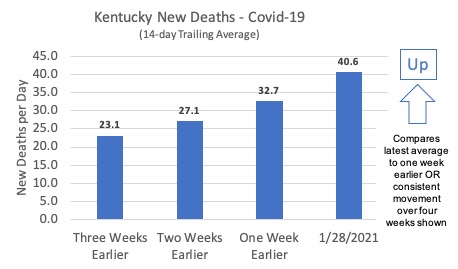 Kentucky New Deaths - Covid-19
(14-day Trailing Average)
New Deaths per Day
45.0
40.0
35.0
30.0
25.0
20.0
15.0
10.0
5.0
0.0
23.1
27.1
32.7
40.6
Three Weeks
Earlier
Two Weeks
Earlier
One Week
Earlier
1/28/2021
Up
Compares
latest average
to one week
earlier OR
consistent
movement
over four
weeks shown